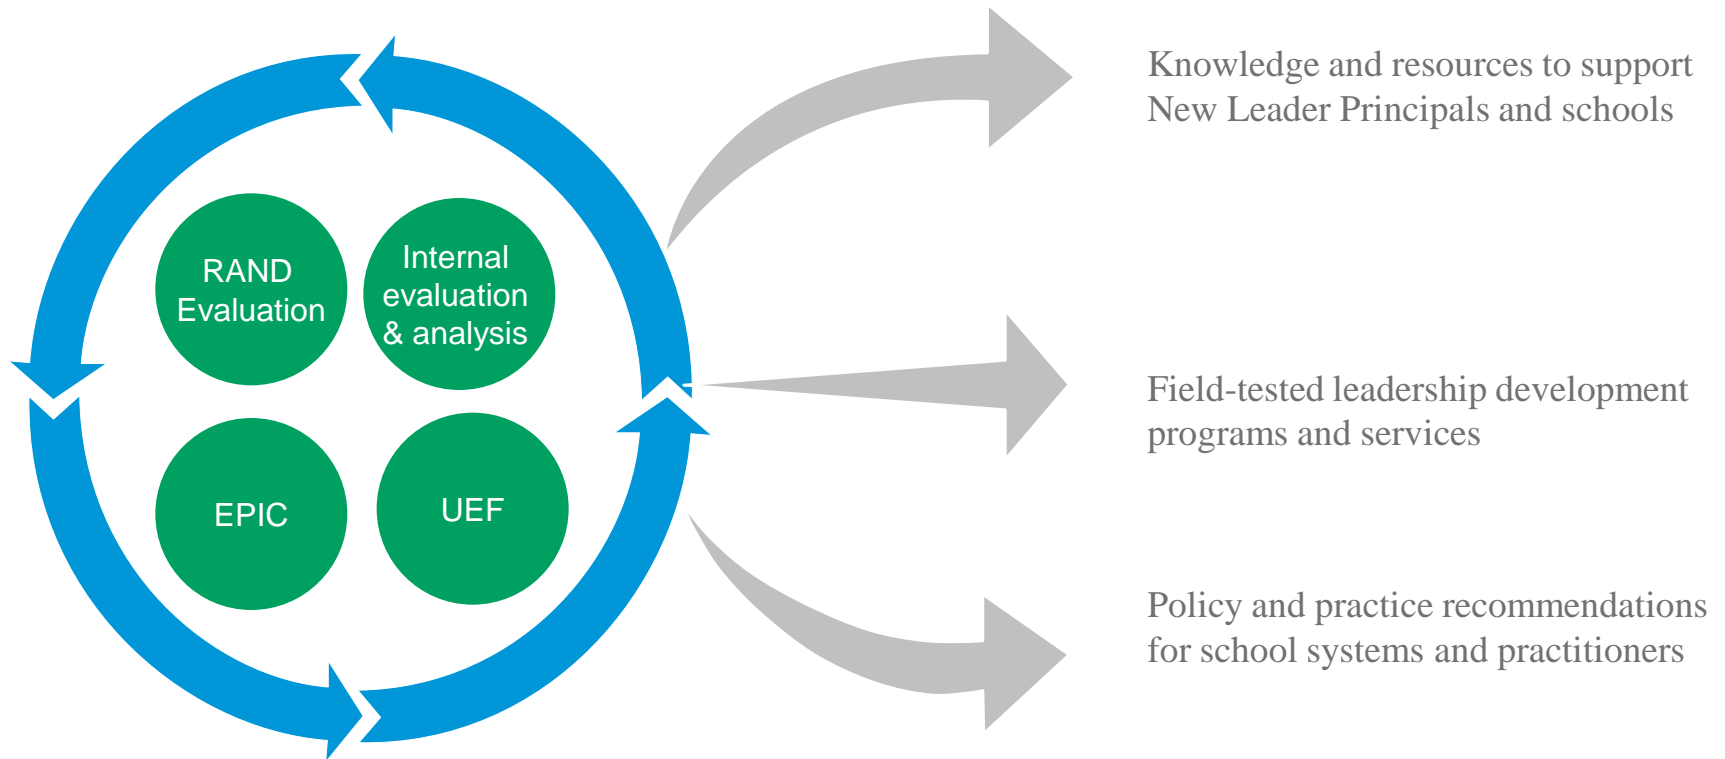 RAND
Evaluation
Internal
evaluation
& analysis
EPIC
UEF
Knowledge and resources to support
New Leader Principals and schools
Field-tested leadership development
programs and services
Policy and practice recommendations
for school systems and practitioners